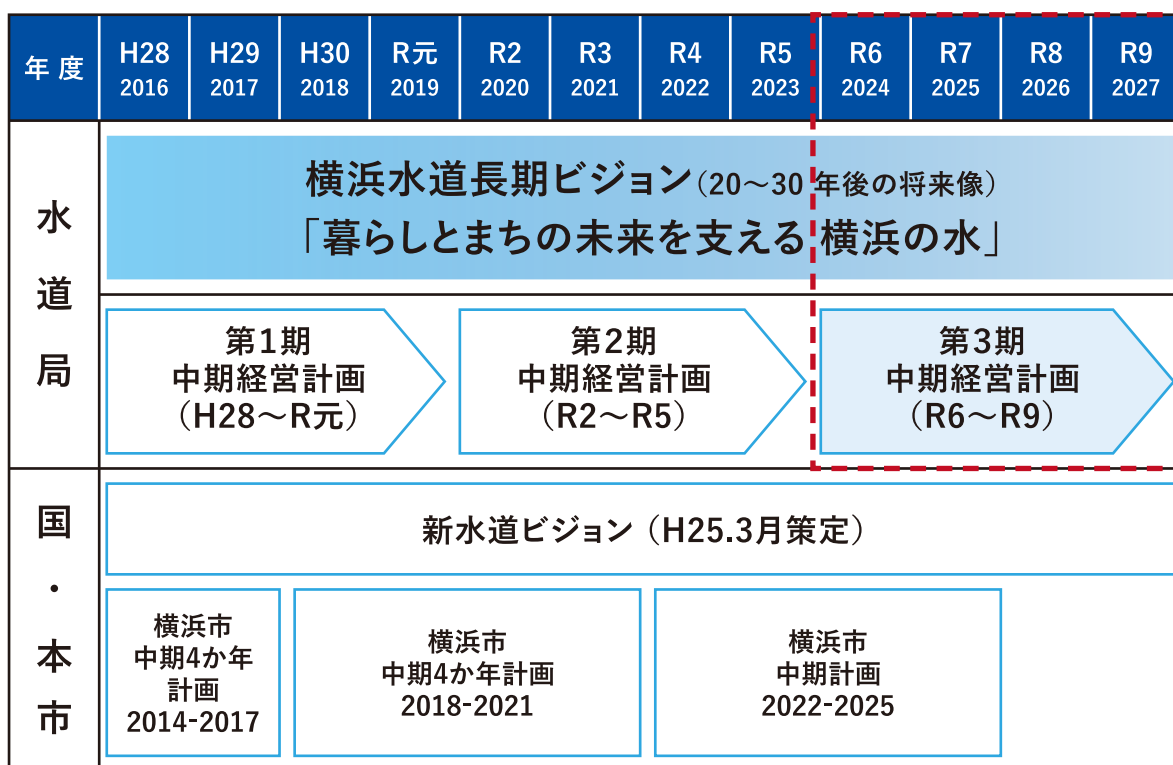 年度
H28
2016
H29
2017
H30
2018
R元
2019
R2
2020
R3
2021
R4
2022
R5
2023
R6
2024
R7
2025
R8
2026
R9
2027
水道局
横浜水道長期ビジョン(20～30年後の将来像)
「暮らしとまちの未来を支える 横浜の水」
第1期
中期経営計画
(H28～R元)
第2期
中期経営計画
(R2～R5)
第3期
中期経営計画
(R6～R9)
国・本市
新水道ビジョン(H25.3月策定)
横浜市
中期4か年
計画
2014-2017
横浜市
中期4か年計画
2018-2021
横浜市
中期計画
2022-2025